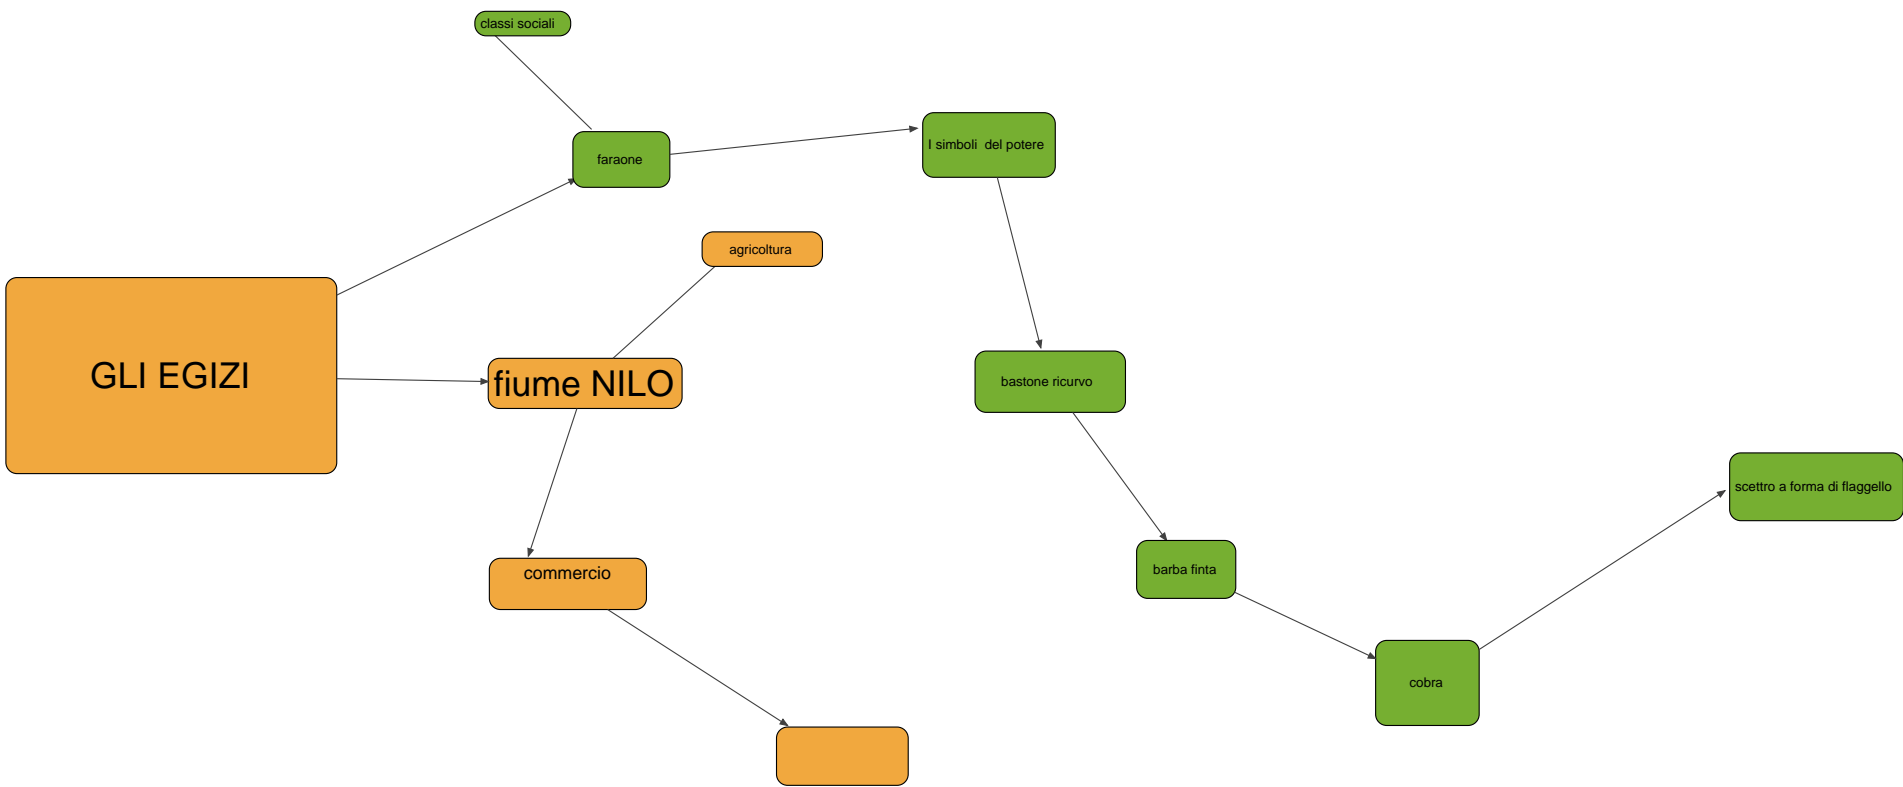 classi sociali
faraone
I simboli  del potere
agricoltura
GLI EGIZI
fiume NILO
bastone ricurvo
scettro a forma di flaggello
commercio
barba finta
cobra